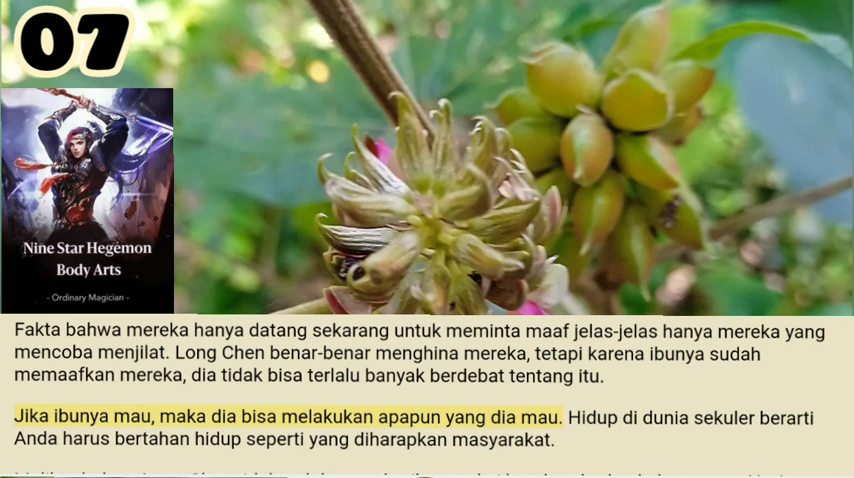 07
Nine Star Hegemon
Body Arts
- Ordinary Magician -
Fakta bahwa mereka hanya datang sekarang untuk meminta maaf jelas-jelas hanya mereka yang
mencoba menjilat. Long Chen benar-benar menghina mereka, tetapi karena ibunya sudah
memaafkan mereka, dia tidak bisa terlalu banyak berdebat tentang itu.
Jika ibunya mau, maka dia bisa melakukan apapun yang dia mau. Hidup di dunia sekuler berarti
Anda harus bertahan hidup seperti yang diharapkan masyarakat.